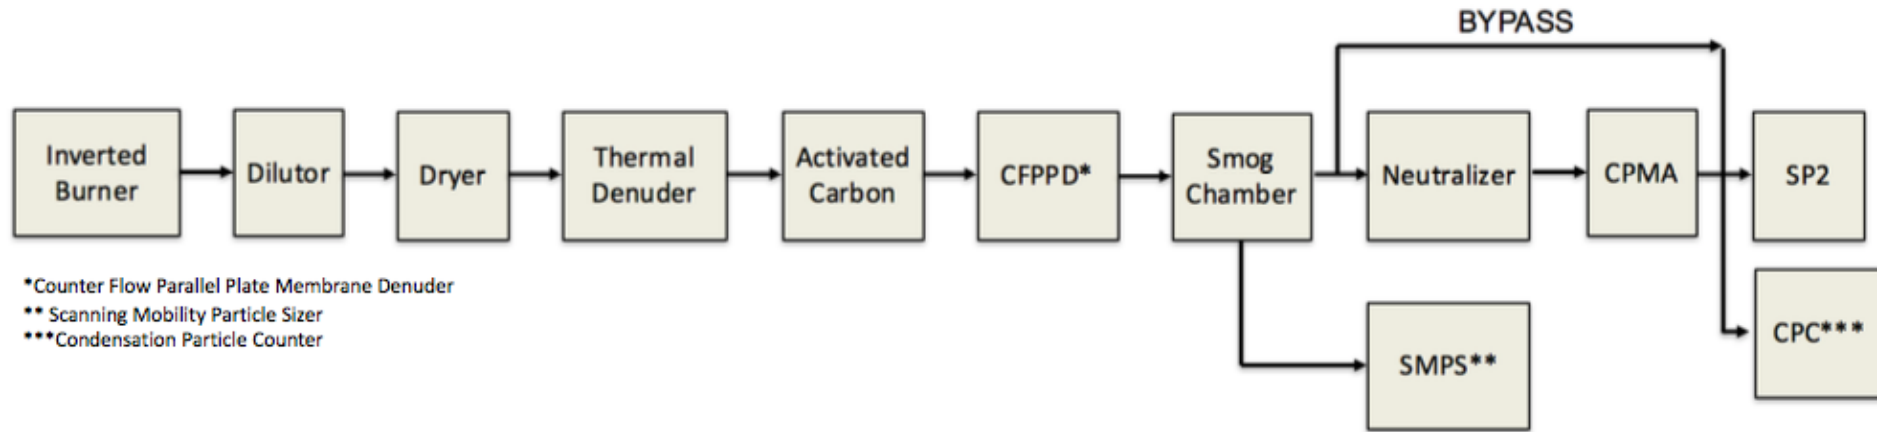 BYPASS
Inverted
Burner
Dilutor
Dryer
Thermal
Denuder
Activated
Carbon
CFPPD*
Smog
Chamber
Neutralizer
CPMA
SP2
*Counter Flow Parallel Plate Membrane Denuder
** Scanning Mobility Particle Sizer
***Condensation Particle Counter
SMPS**
CPC***